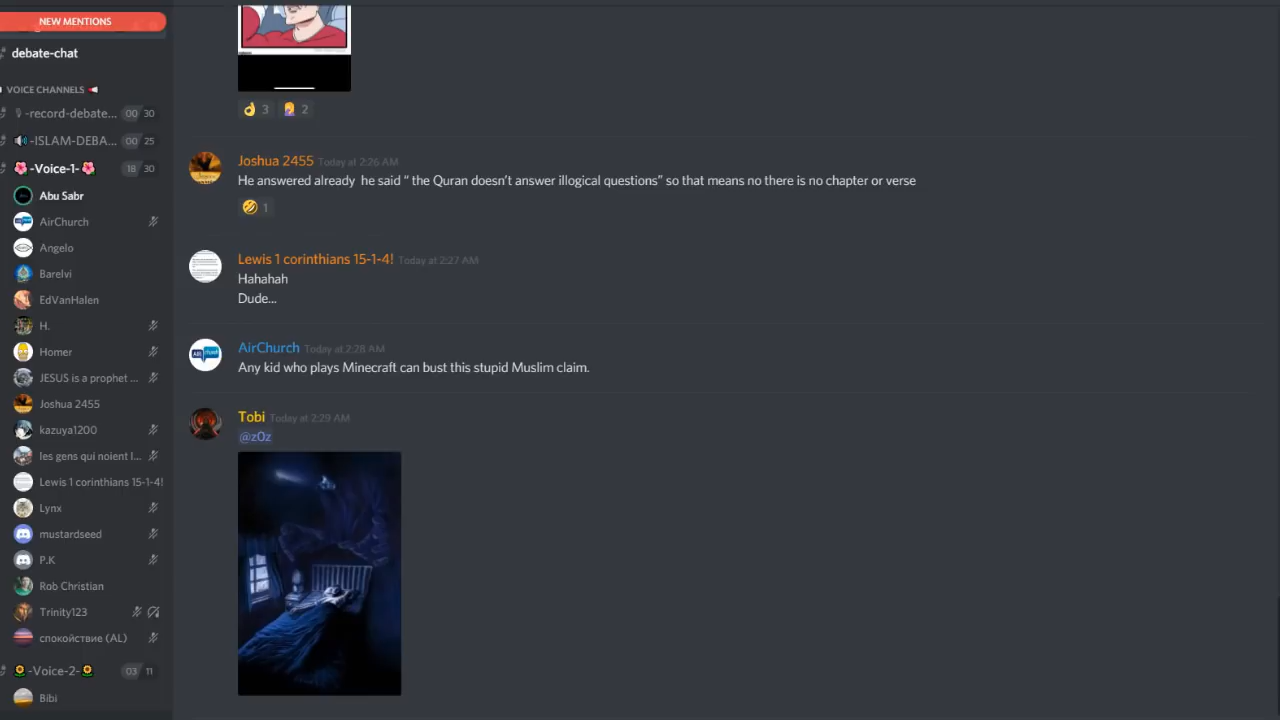 NEW MENTIONS
debate-chat
VOICE CHANNELS
-record-debate... 00 30
-ISLAM-DEBA... 00 25
-Voice-1- 18 30
Abu Sabr
AirChurch
Angelo
Barelvi
EdVanHalen
H.
Homer
JESUS is a prophet ...
Joshua 2455
kazuya1200
les gens qui noient l...
Lewis 1 corinthians 15-1-4!
Lynx
mustardseed
P.K
Rob Christian
Trinity123
спокойствие (AL)
-Voice-2- 03 11
Bibi
3 2
Joshua 2455 Today at 2:26 AM
He answered already he said “ the Quran doesn’t answer illogical questions” so that means no there is no chapter or verse
1
Lewis 1 corinthians 15-1-4! Today at 2:27 AM
Hahahah
Dude...
AirChurch Today at 2:28 AM
Any kid who plays Minecraft can bust this stupid Muslim claim.
Tobi Today at 2:29 AM
@z0z